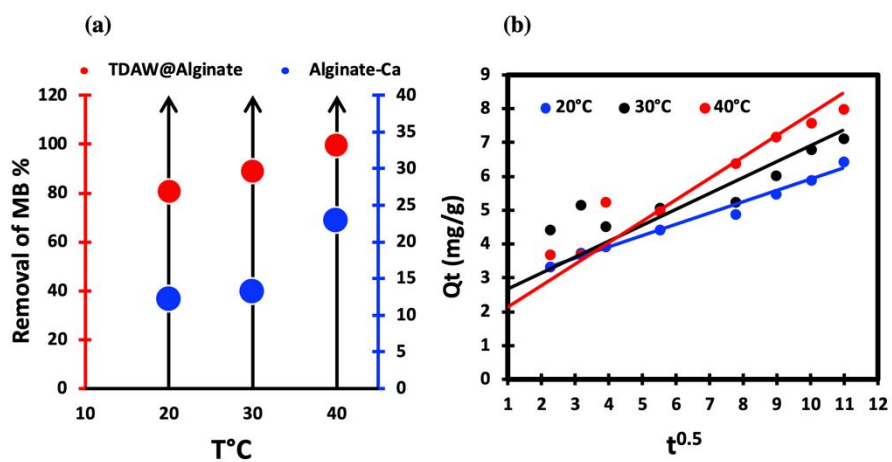 (a)
TDAW@Alginate Alginate-Ca
Removal of MB %
120
100
80
60
40
20
0
40
35
30
25
20
15
10
5
0
10 20 30 40
T°C
(b)
20°C 30°C 40°C
Qt (mg/g)
9
8
7
6
5
4
3
2
1
0
1 2 3 4 5 6 7 8 9 10 11 12
t^0.5